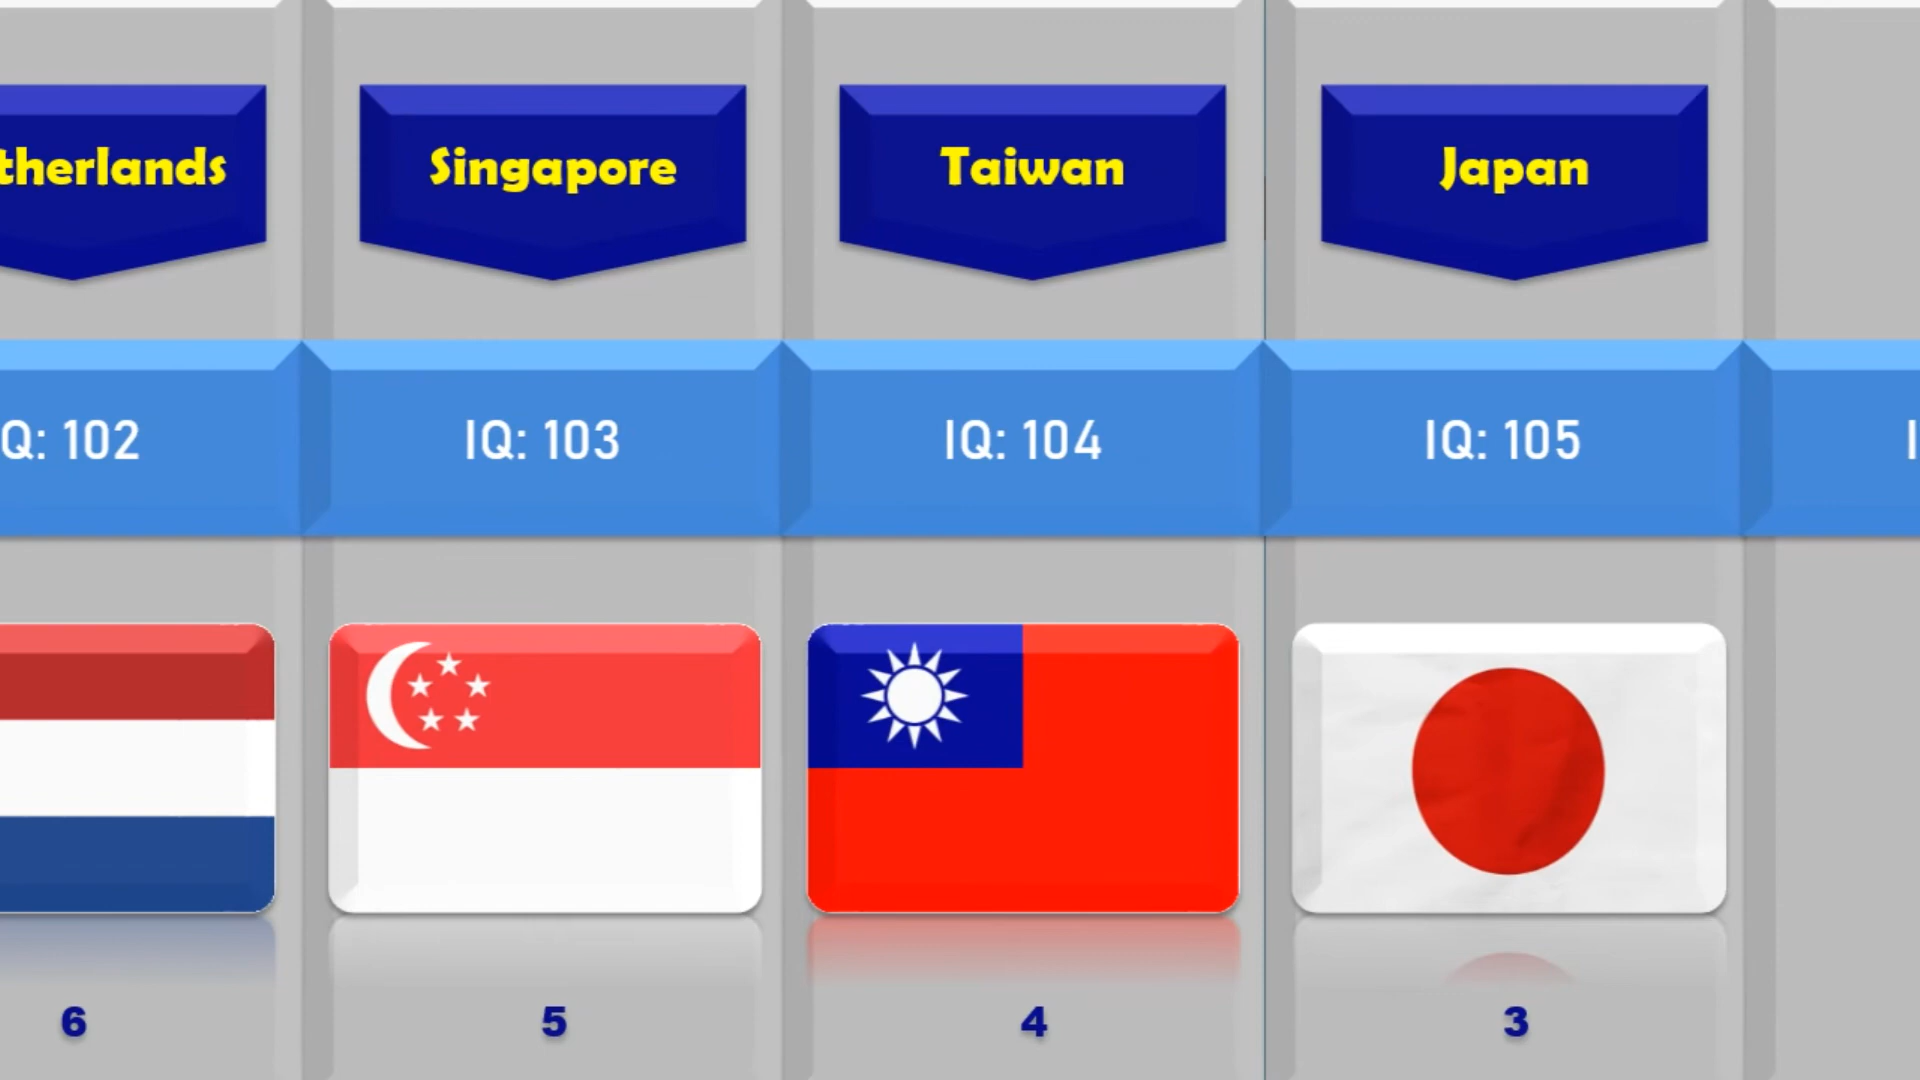 therlands
Singapore
Taiwan
Japan
Q: 102
IQ: 103
IQ: 104
IQ: 105
I
6
5
4
3